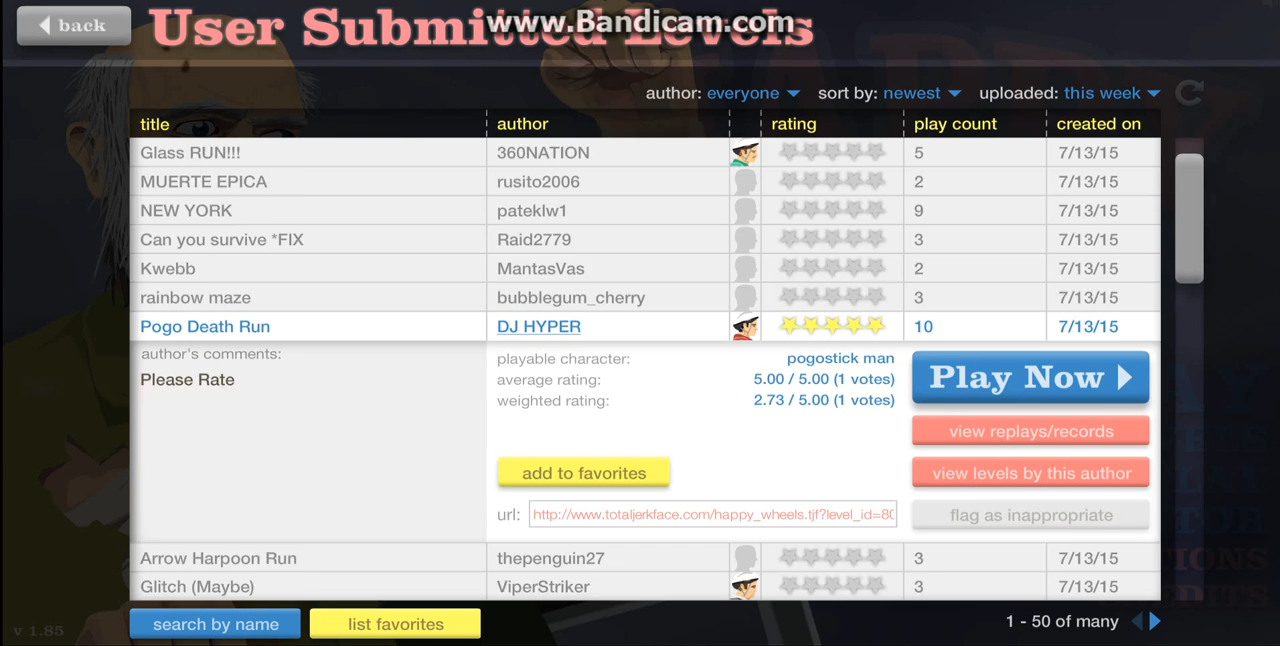 back
User Submitted Levels
www.Bandicam.com
author: everyone sort by: newest uploaded: this week
title author rating play count created on
Glass RUN!!! 360NATION 5 7/13/15
MUERTE EPICA rusito2006 2 7/13/15
NEW YORK pateklw1 9 7/13/15
Can you survive *FIX Raid2779 3 7/13/15
Kwebb MantasVas 2 7/13/15
rainbow maze bubblegum_cherry 3 7/13/15
Pogo Death Run DJ HYPER 10 7/13/15
author's comments:
Please Rate
playable character: pogostick man
average rating: 5.00 / 5.00 (1 votes)
weighted rating: 2.73 / 5.00 (1 votes)
add to favorites
url: http://www.totaljerkface.com/happy_wheels.tjf?level_id=80
Play Now
view replays/records
view levels by this author
flag as inappropriate
Arrow Harpoon Run thepenguin27 3 7/13/15
Glitch (Maybe) ViperStriker 3 7/13/15
v 1.85
search by name list favorites 1 - 50 of many